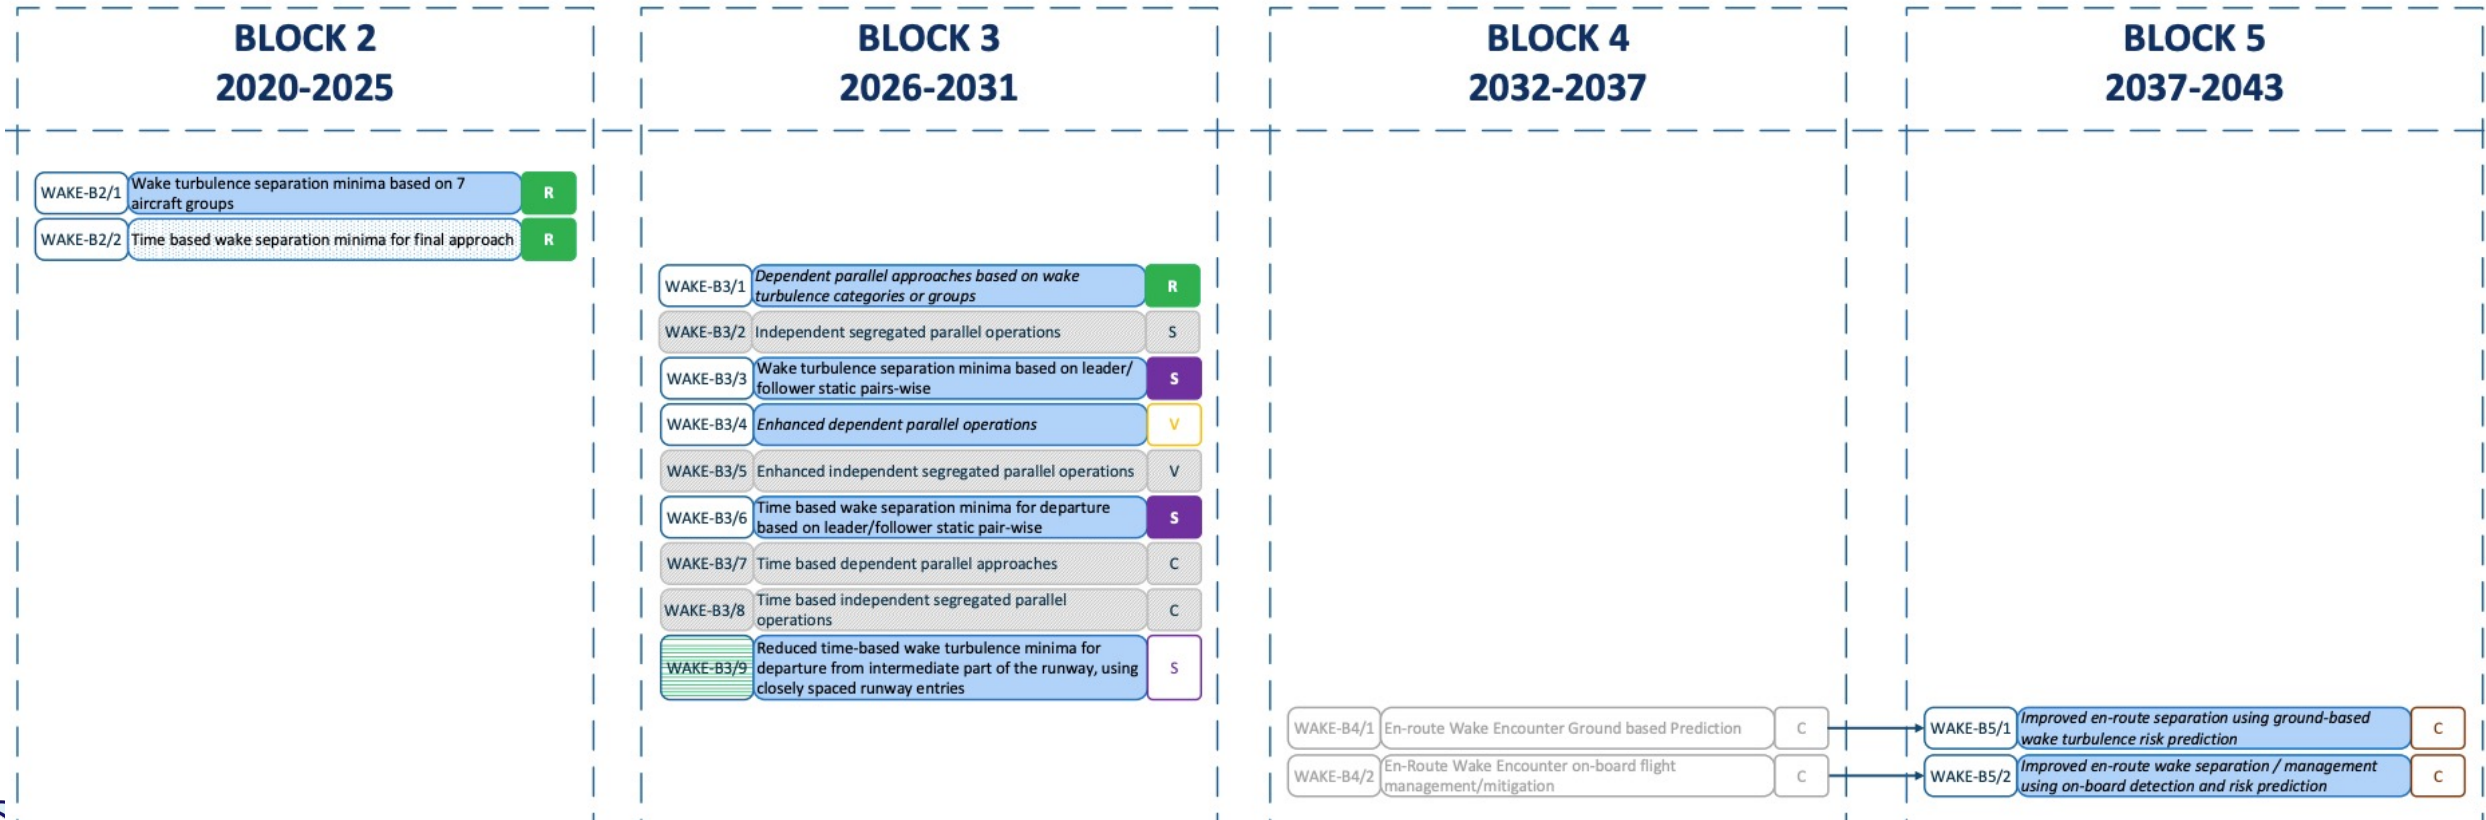 BLOCK 2
2020-2025
BLOCK 3
2026-2031
BLOCK 4
2032-2037
BLOCK 5
2037-2043
WAKE-B2/1
Wake turbulence separation minima based on 7
aircraft groups
R
WAKE-B2/2
Time based wake separation minima for final approach
R
WAKE-B3/1
Dependent parallel approaches based on wake
turbulence categories or groups
R
WAKE-B3/2
Independent segregated parallel operations
S
WAKE-B3/3
Wake turbulence separation minima based on leader/
follower static pairs-wise
S
WAKE-B3/4
Enhanced dependent parallel operations
V
WAKE-B3/5
Enhanced independent segregated parallel operations
V
WAKE-B3/6
Time based wake separation minima for departure
based on leader/follower static pair-wise
S
WAKE-B3/7
Time based dependent parallel approaches
C
WAKE-B3/8
Time based independent segregated parallel
operations
C
WAKE-B3/9
Reduced time-based wake turbulence minima for
departure from intermediate part of the runway, using
closely spaced runway entries
S
WAKE-B4/1
En-route Wake Encounter Ground based Prediction
C
WAKE-B4/2
En-Route Wake Encounter on-board flight
management/mitigation
C
WAKE-B5/1
Improved en-route separation using ground-based
wake turbulence risk prediction
C
WAKE-B5/2
Improved en-route wake separation / management
using on-board detection and risk prediction
C